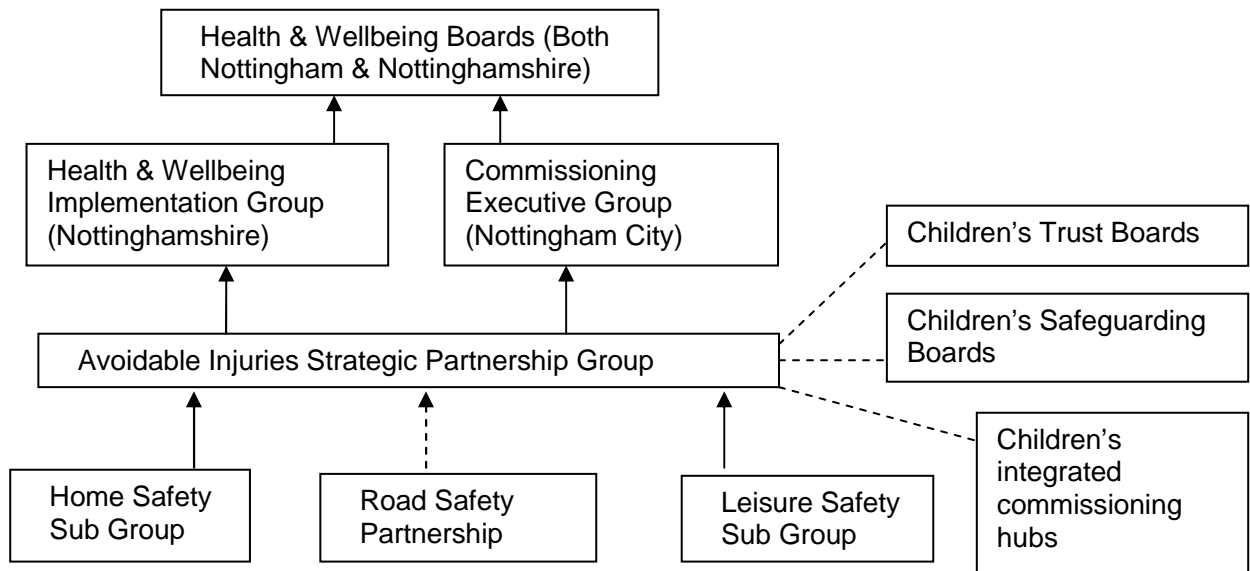 Health & Wellbeing Boards (Both
Nottingham & Nottinghamshire)
Health & Wellbeing
Implementation Group
(Nottinghamshire)
Commissioning
Executive Group
(Nottingham City)
Children's Trust Boards
Children's Safeguarding
Boards
Avoidable Injuries Strategic Partnership Group
Children's
integrated
commissioning
hubs
Home Safety
Sub Group
Road Safety
Partnership
Leisure Safety
Sub Group